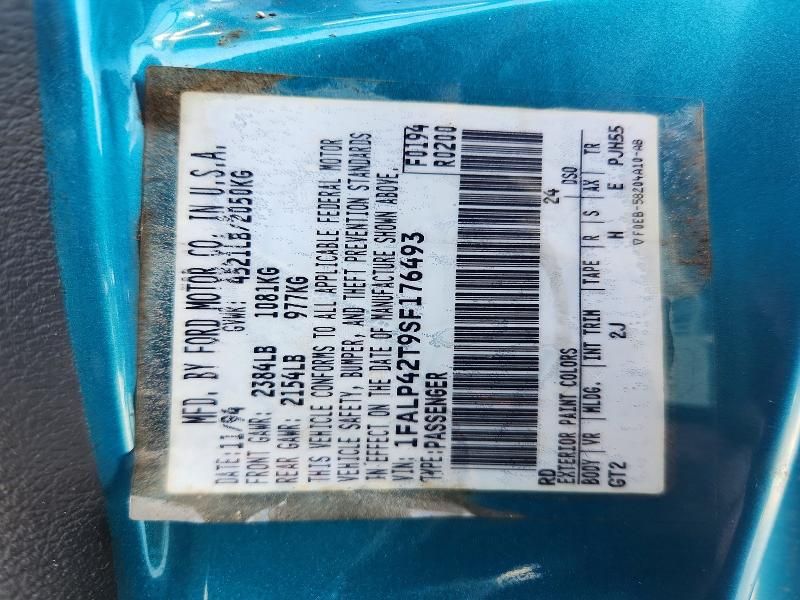 MFD. BY FORD MOTOR CO. IN U.S.A.
DATE: 11/94 GVWR: 4521LB/2050KG
FRONT GAWR: 2384LB 1081KG
REAR GAWR: 2154LB 977KG
THIS VEHICLE CONFORMS TO ALL APPLICABLE FEDERAL MOTOR
VEHICLE SAFETY, BUMPER, AND THEFT PREVENTION STANDARDS
IN EFFECT ON THE DATE OF MANUFACTURE SHOWN ABOVE.
VIN: 1FALP42T9SF176493 F0194
TYPE: PASSENGER R0200
RD 24
EXTERIOR PAINT COLORS DSO
BODY VR MLDG. INT TRIM TAPE R S AX TR
GT2 2J H E PJH55
▽F0EB-58204A10-AB